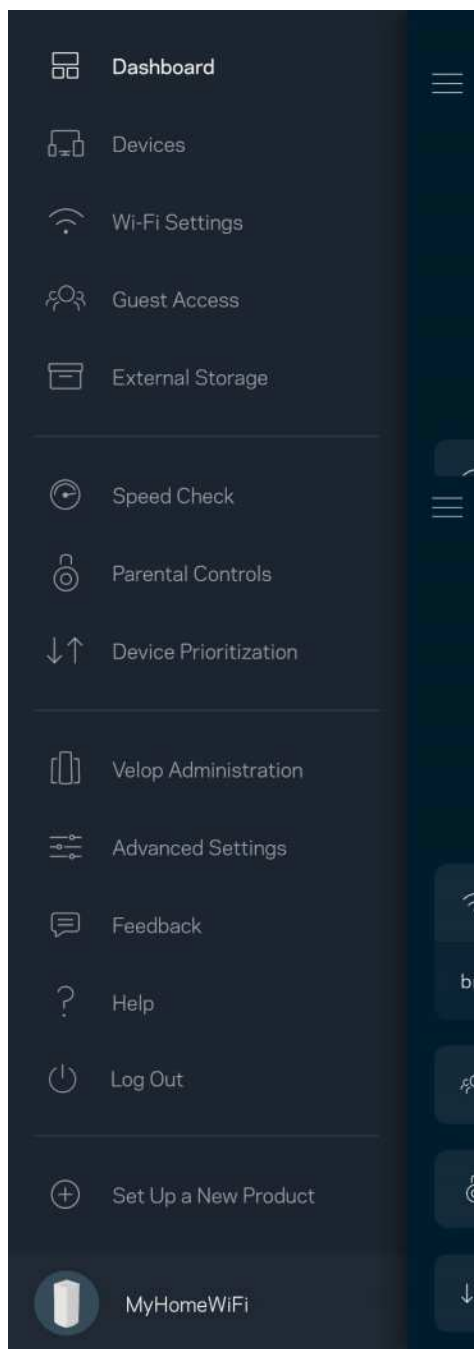 Dashboard
Devices
Wi-Fi Settings
Guest Access
External Storage
Speed Check
Parental Controls
Device Prioritization
Velop Administration
Advanced Settings
Feedback
Help
Log Out
Set Up a New Product
MyHomeWiFi